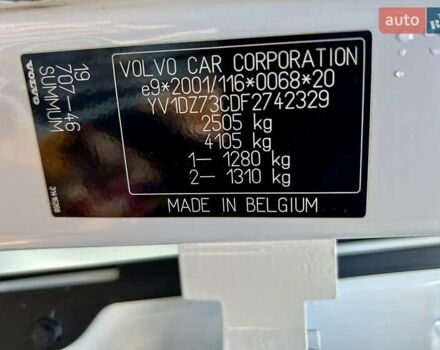 auto
VOLVO CAR CORPORATION
e9*2001/116*0068*20
YV1DZ73CDF2742329
2505 kg
4105 kg
1— 1280 kg
2— 1310 kg
MADE IN BELGIUM
19
707—46
SUMMUM
VOLVO